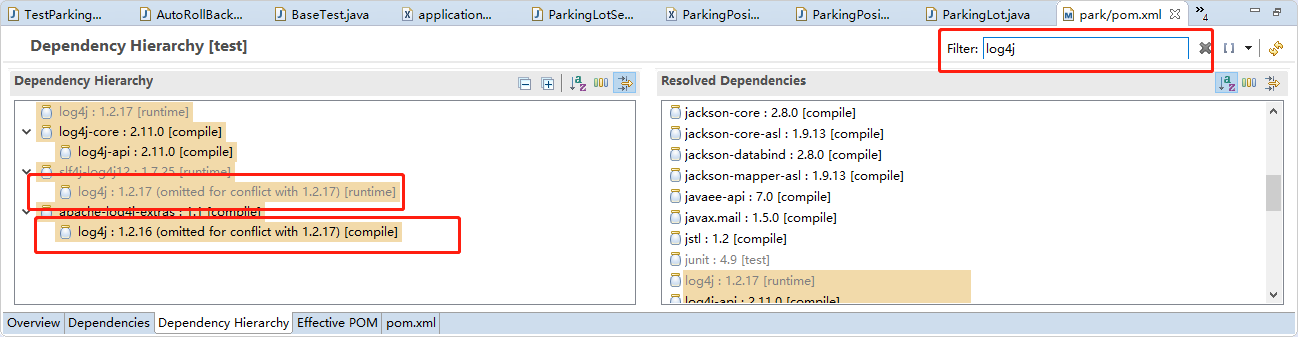 TestParking... AutoRollBack... BaseTest.java application... ParkingLotSe... ParkingPosi... ParkingPosi... ParkingLot.java park/pom.xml »4
Dependency Hierarchy [test]
Filter: log4j
Dependency Hierarchy
log4j : 1.2.17 [runtime]
log4j-core : 2.11.0 [compile]
log4j-api : 2.11.0 [compile]
slf4j-log4j12 : 1.7.25 [runtime]
log4j : 1.2.17 (omitted for conflict with 1.2.17) [runtime]
apache-log4j-extras : 1.1 [compile]
log4j : 1.2.16 (omitted for conflict with 1.2.17) [compile]
Resolved Dependencies
jackson-core : 2.8.0 [compile]
jackson-core-asl : 1.9.13 [compile]
jackson-databind : 2.8.0 [compile]
jackson-mapper-asl : 1.9.13 [compile]
javaee-api : 7.0 [compile]
javax.mail : 1.5.0 [compile]
jstl : 1.2 [compile]
junit : 4.9 [test]
log4j : 1.2.17 [runtime]
log4j-api : 2.11.0 [compile]
Overview Dependencies Dependency Hierarchy Effective POM pom.xml